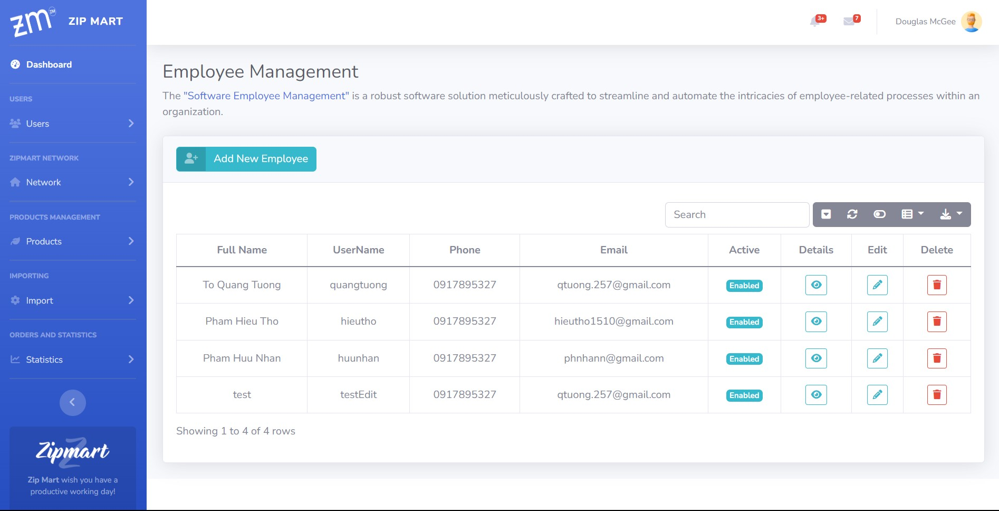 zm ZM ZIP MART
3+ 7 Douglas McGee
Dashboard
USERS
Users
ZIPMART NETWORK
Network
PRODUCTS MANAGEMENT
Products
IMPORTING
Import
ORDERS AND STATISTICS
Statistics
Zipmart
Zip Mart wish you have a
productive working day!
Employee Management
The "Software Employee Management" is a robust software solution meticulously crafted to streamline and automate the intricacies of employee-related processes within an
organization.
Add New Employee
Search
Full Name UserName Phone Email Active Details Edit Delete
To Quang Tuong quangtuong 0917895327 qtuong.257@gmail.com Enabled
Pham Hieu Tho hieutho 0917895327 hieutho1510@gmail.com Enabled
Pham Huu Nhan huunhan 0917895327 phnhann@gmail.com Enabled
test testEdit 0917895327 qtuong.257@gmail.com Enabled
Showing 1 to 4 of 4 rows